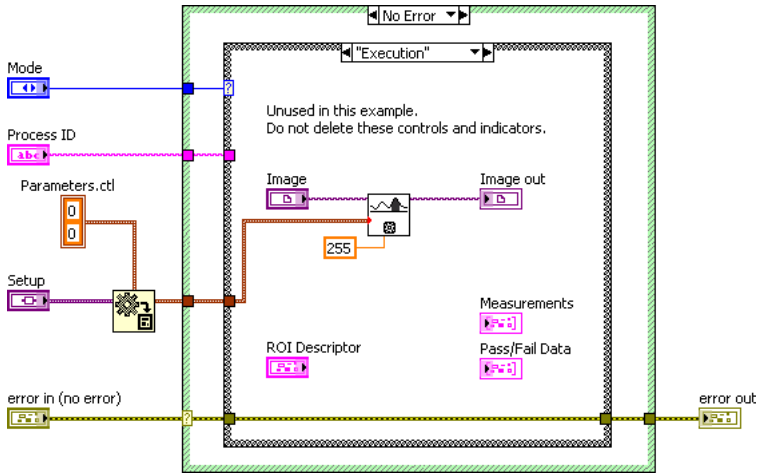 No Error
"Execution"
Mode
?
Unused in this example.
Do not delete these controls and indicators.
Process ID
abc
Parameters.ctl
0
0
Image
Image out
255
Setup
Measurements
ROI Descriptor
Pass/Fail Data
error in (no error)
?
error out